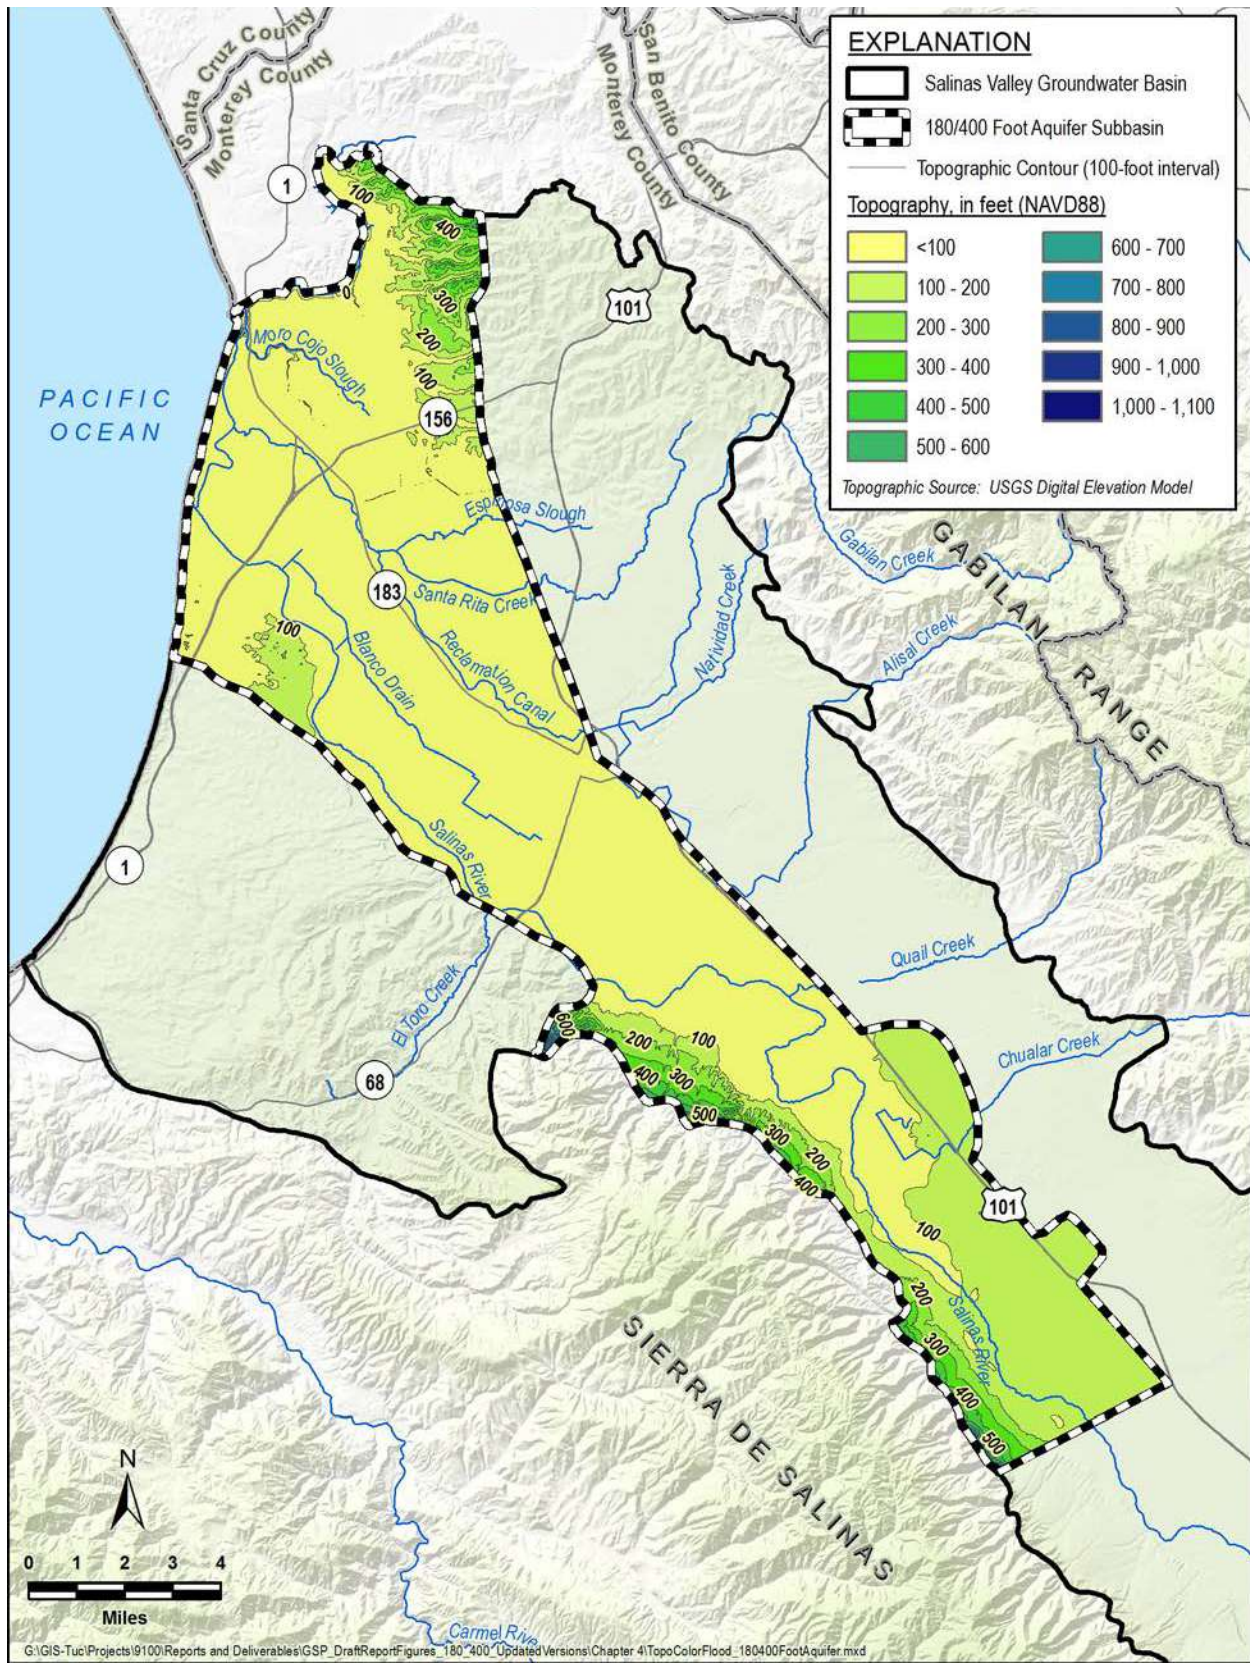 Santa Cruz County
Monterey County
San Benito County
Monterey County
EXPLANATION
Salinas Valley Groundwater Basin
180/400 Foot Aquifer Subbasin
Topographic Contour (100-foot interval)
Topography, in feet (NAVD88)
<100
100 - 200
200 - 300
300 - 400
400 - 500
500 - 600
600 - 700
700 - 800
800 - 900
900 - 1,000
1,000 - 1,100
Topographic Source: USGS Digital Elevation Model
1
100
400
300
200
100
0
101
156
Moro Cojo Slough
PACIFIC
OCEAN
Espinosa Slough
Gabilan Creek
GABILAN
RANGE
183
Santa Rita Creek
Natividad Creek
Alisal Creek
100
Blanco Drain
Reclamation Canal
1
Salinas River
Quail Creek
El Toro Creek
Chualar Creek
68
600
200
100
400
300
500
300
200
400
101
100
200
Salinas River
300
400
500
SIERRA DE SALINAS
N
0 1 2 3 4
Miles
Carmel River
G:\GIS-Tuc\Projects\9100\Reports and Deliverables\GSP_DraftReportFigures_180_400_UpdatedVersions\Chapter 4\TopoColorFlood_180400FootAquifer.mxd